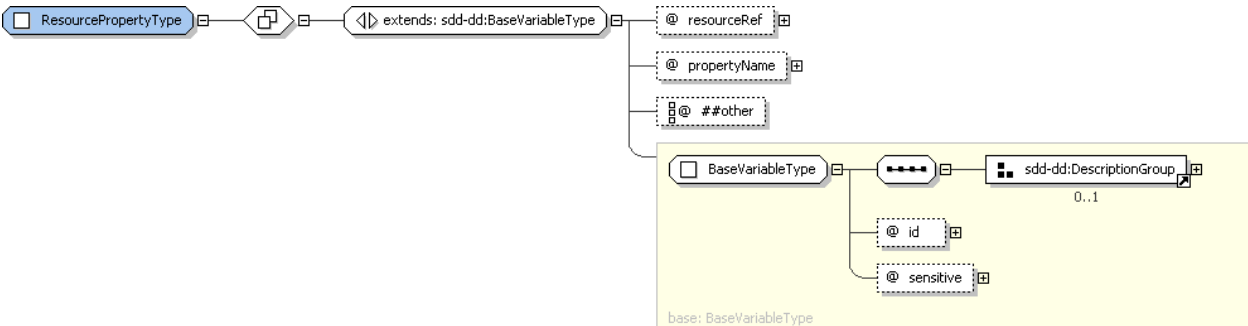 ResourcePropertyType
extends: sdd-dd:BaseVariableType
@ resourceRef
@ propertyName
@ ##other
BaseVariableType
sdd-dd:DescriptionGroup
0..1
@ id
@ sensitive
base: BaseVariableType